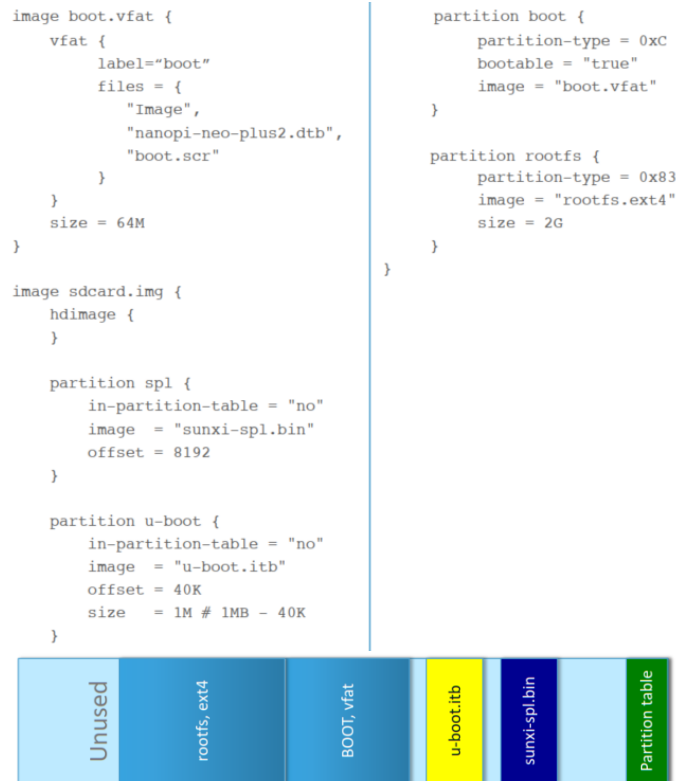 image boot.vfat {
    vfat {
        label=“boot”
        files = {
            "Image",
            "nanopi-neo-plus2.dtb",
            "boot.scr"
        }
    }
    size = 64M
}

image sdcard.img {
    hdimage {
    }

    partition spl {
        in-partition-table = "no"
        image  = "sunxi-spl.bin"
        offset = 8192
    }

    partition u-boot {
        in-partition-table = "no"
        image  = "u-boot.itb"
        offset = 40K
        size   = 1M # 1MB - 40K
    }

    partition boot {
        partition-type = 0xC
        bootable = "true"
        image = "boot.vfat"
    }

    partition rootfs {
        partition-type = 0x83
        image = "rootfs.ext4"
        size = 2G
    }
}
Unused
rootfs, ext4
BOOT, vfat
u-boot.itb
sunxi-spl.bin
Partition table